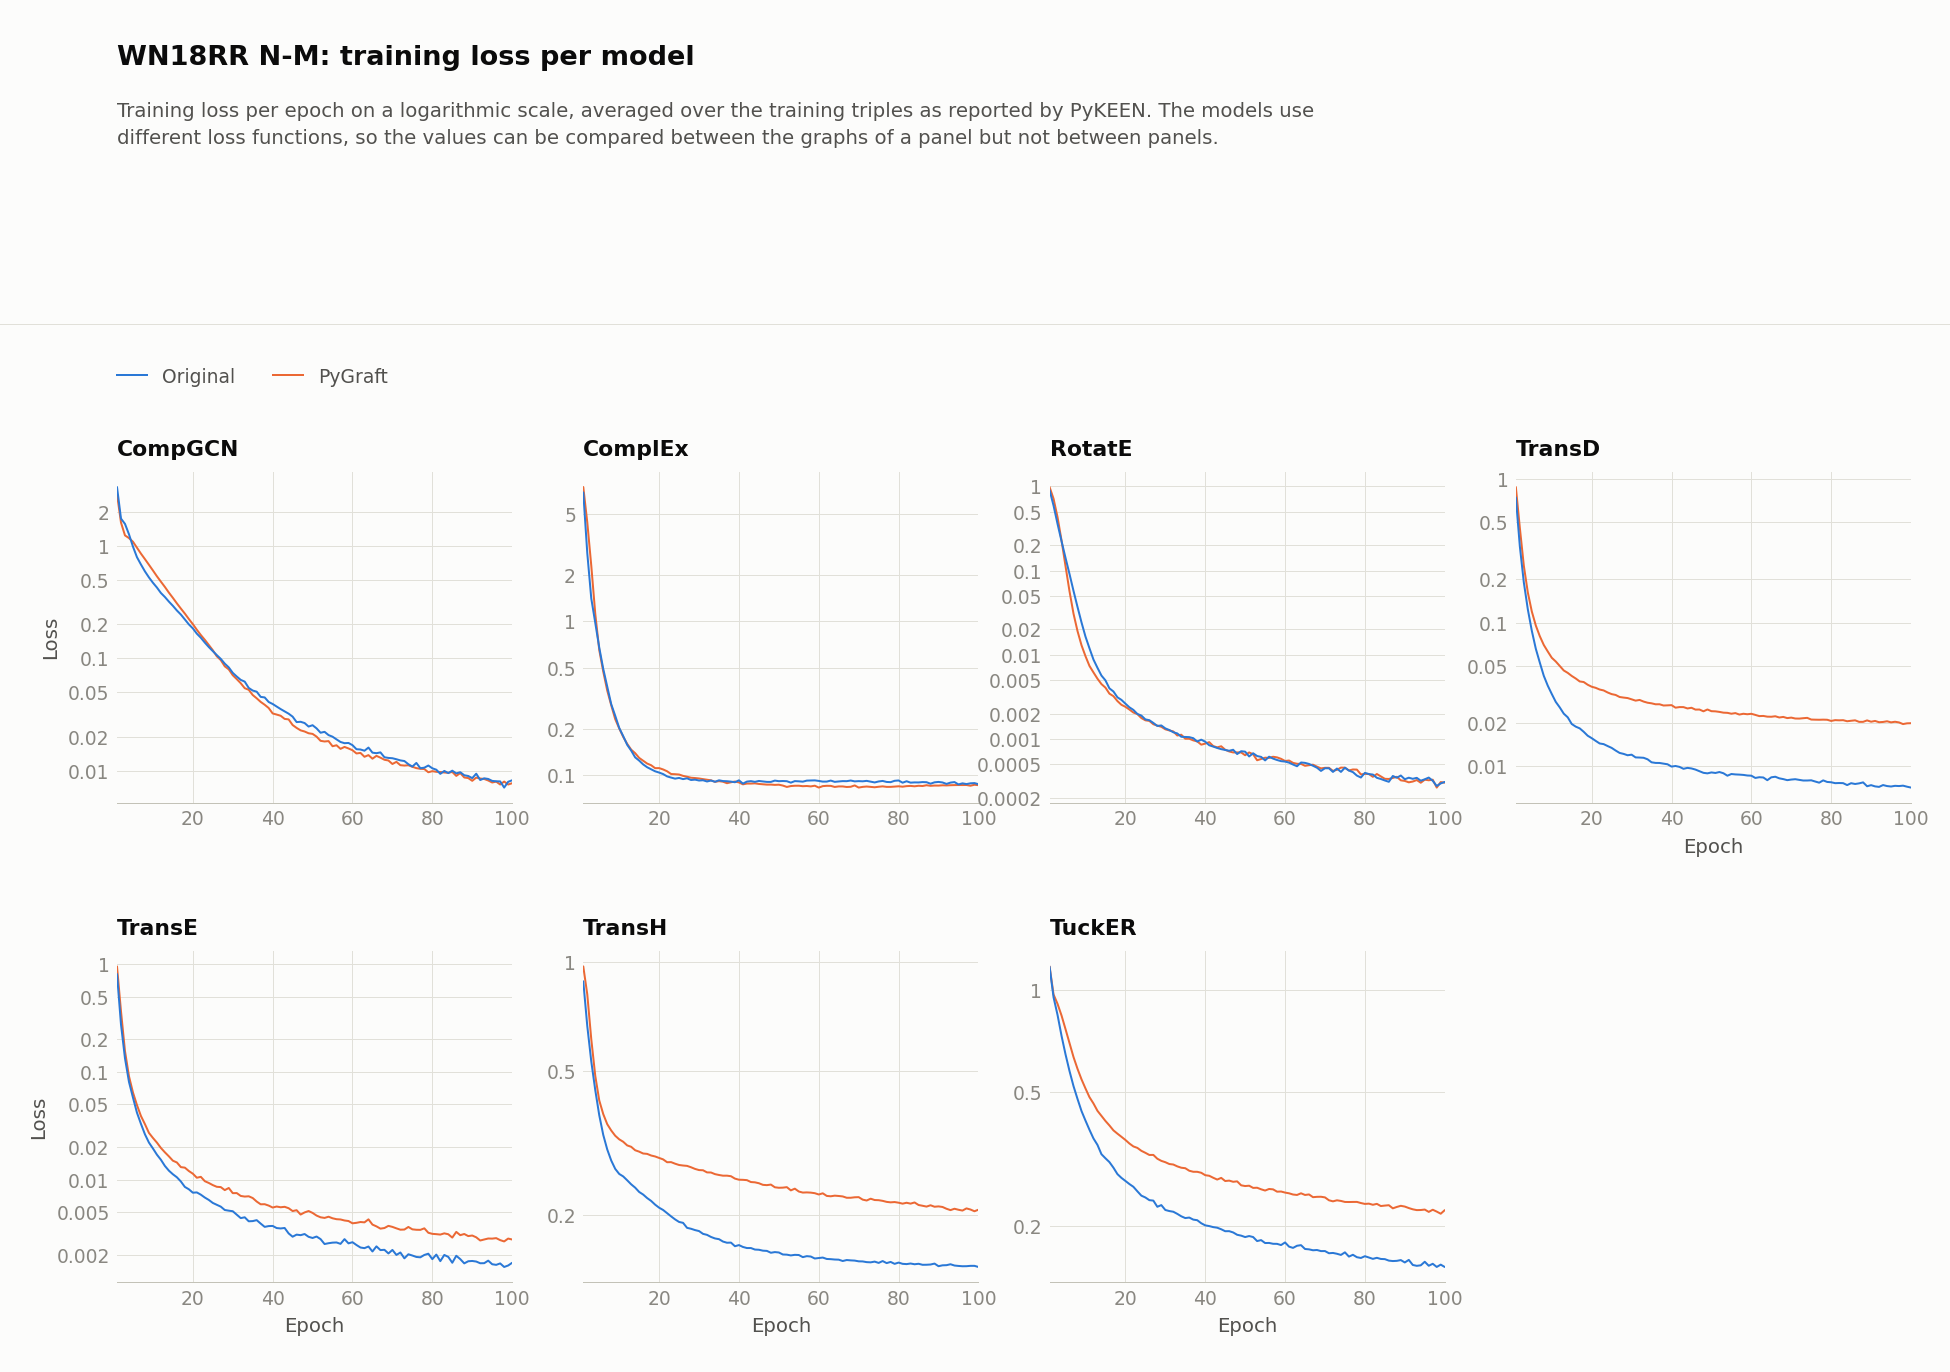 WN18RR N-M: training loss per model
Training loss per epoch on a logarithmic scale, averaged over the training triples as reported by PyKEEN. The models use
different loss functions, so the values can be compared between the graphs of a panel but not between panels.
Original
PyGraft
CompGCN
Loss
2
1
0.5
0.2
0.1
0.05
0.02
0.01
20 40 60 80 100
ComplEx
5
2
1
0.5
0.2
0.1
20 40 60 80 100
RotatE
1
0.5
0.2
0.1
0.05
0.02
0.01
0.005
0.002
0.001
0.0005
0.0002
20 40 60 80 100
TransD
1
0.5
0.2
0.1
0.05
0.02
0.01
20 40 60 80 100
Epoch
TransE
Loss
1
0.5
0.2
0.1
0.05
0.02
0.01
0.005
0.002
20 40 60 80 100
Epoch
TransH
1
0.5
0.2
20 40 60 80 100
Epoch
TuckER
1
0.5
0.2
20 40 60 80 100
Epoch